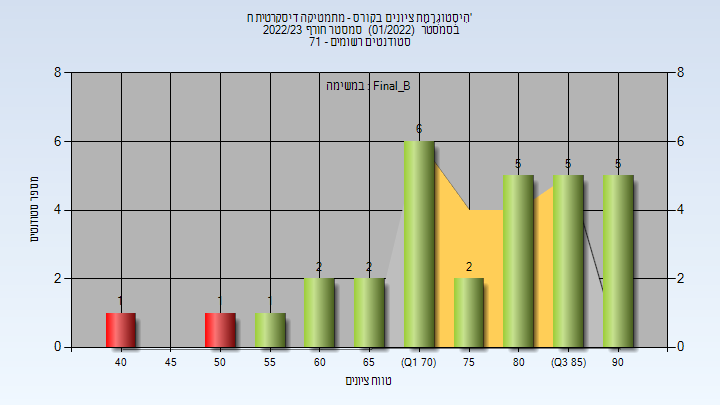 היסטוגרמת ציונים בקורס - מתמטיקה דיסקרטית ח'
בסמסטר (01/2022) סמסטר חורף 2022/23
סטודנטים רשומים - 71
במשימה : Final_B
8 8
6 6
4 4
2 2
0 0
מספר סטודנטים
1 1 1 2 2 6 2 5 5 5
40 45 50 55 60 65 (Q1 70) 75 80 (Q3 85) 90
טווח ציונים